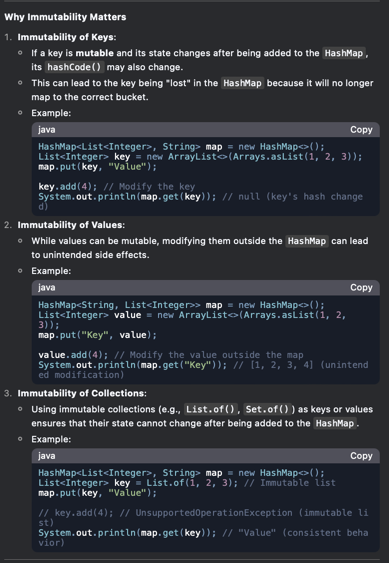 Why Immutability Matters
1. Immutability of Keys:
If a key is mutable and its state changes after being added to the HashMap,
its hashCode() may also change.
This can lead to the key being "lost" in the HashMap because it will no longer
map to the correct bucket.
Example:
java Copy
HashMap<List<Integer>, String> map = new HashMap<>();
List<Integer> key = new ArrayList<>(Arrays.asList(1, 2, 3));
map.put(key, "Value");
key.add(4); // Modify the key
System.out.println(map.get(key)); // null (key's hash change
d)
2. Immutability of Values:
While values can be mutable, modifying them outside the HashMap can lead
to unintended side effects.
Example:
java Copy
HashMap<String, List<Integer>> map = new HashMap<>();
List<Integer> value = new ArrayList<>(Arrays.asList(1, 2,
3));
map.put("Key", value);
value.add(4); // Modify the value outside the map
System.out.println(map.get("Key")); // [1, 2, 3, 4] (unintend
ed modification)
3. Immutability of Collections:
Using immutable collections (e.g., List.of(), Set.of()) as keys or values
ensures that their state cannot change after being added to the HashMap.
Example:
java Copy
HashMap<List<Integer>, String> map = new HashMap<>();
List<Integer> key = List.of(1, 2, 3); // Immutable list
map.put(key, "Value");
// key.add(4); // UnsupportedOperationException (immutable li
st)
System.out.println(map.get(key)); // "Value" (consistent beha
vior)